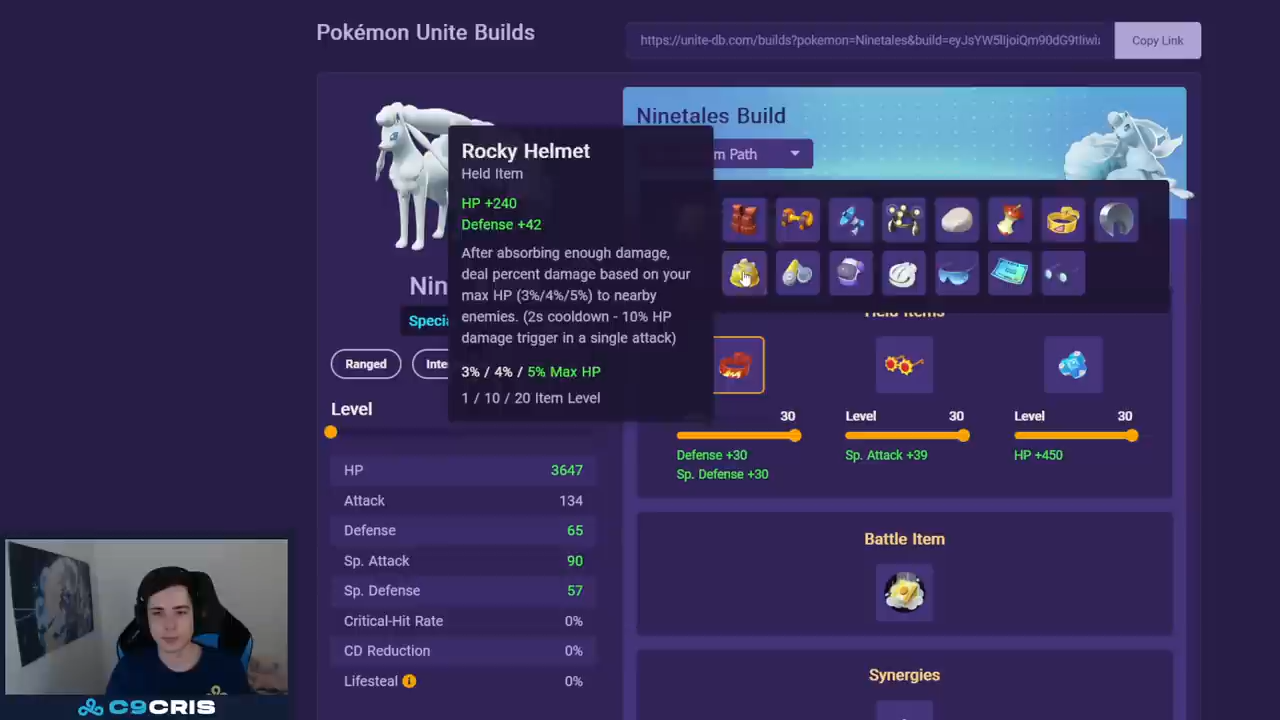 Pokémon Unite Builds
https://unite-db.com/builds?pokemon=Ninetales&build=eyJsYW5lIjoiQm90dG9tIiwi
Copy Link
Ninetales Build
m Path
Rocky Helmet
Held Item
HP +240
Defense +42
After absorbing enough damage,
deal percent damage based on your
max HP (3%/4%/5%) to nearby
enemies. (2s cooldown - 10% HP
damage trigger in a single attack)
3% / 4% / 5% Max HP
1 / 10 / 20 Item Level
Nin
Specia
Ranged
Inte
Level
HP 3647
Attack 134
Defense 65
Sp. Attack 90
Sp. Defense 57
Critical-Hit Rate 0%
CD Reduction 0%
Lifesteal 0%
Held Items
30
Defense +30
Sp. Defense +30
Level 30
Sp. Attack +39
Level 30
HP +450
Battle Item
Synergies
C9CRIS